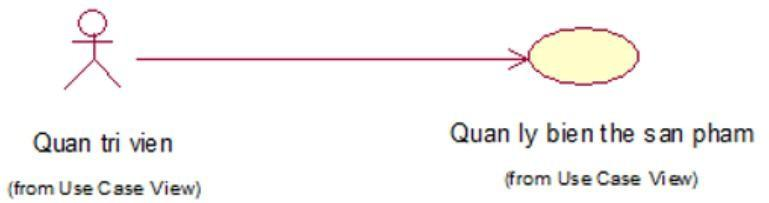 Quan tri vien
(from Use Case View)
Quan ly bien the san pham
(from Use Case View)